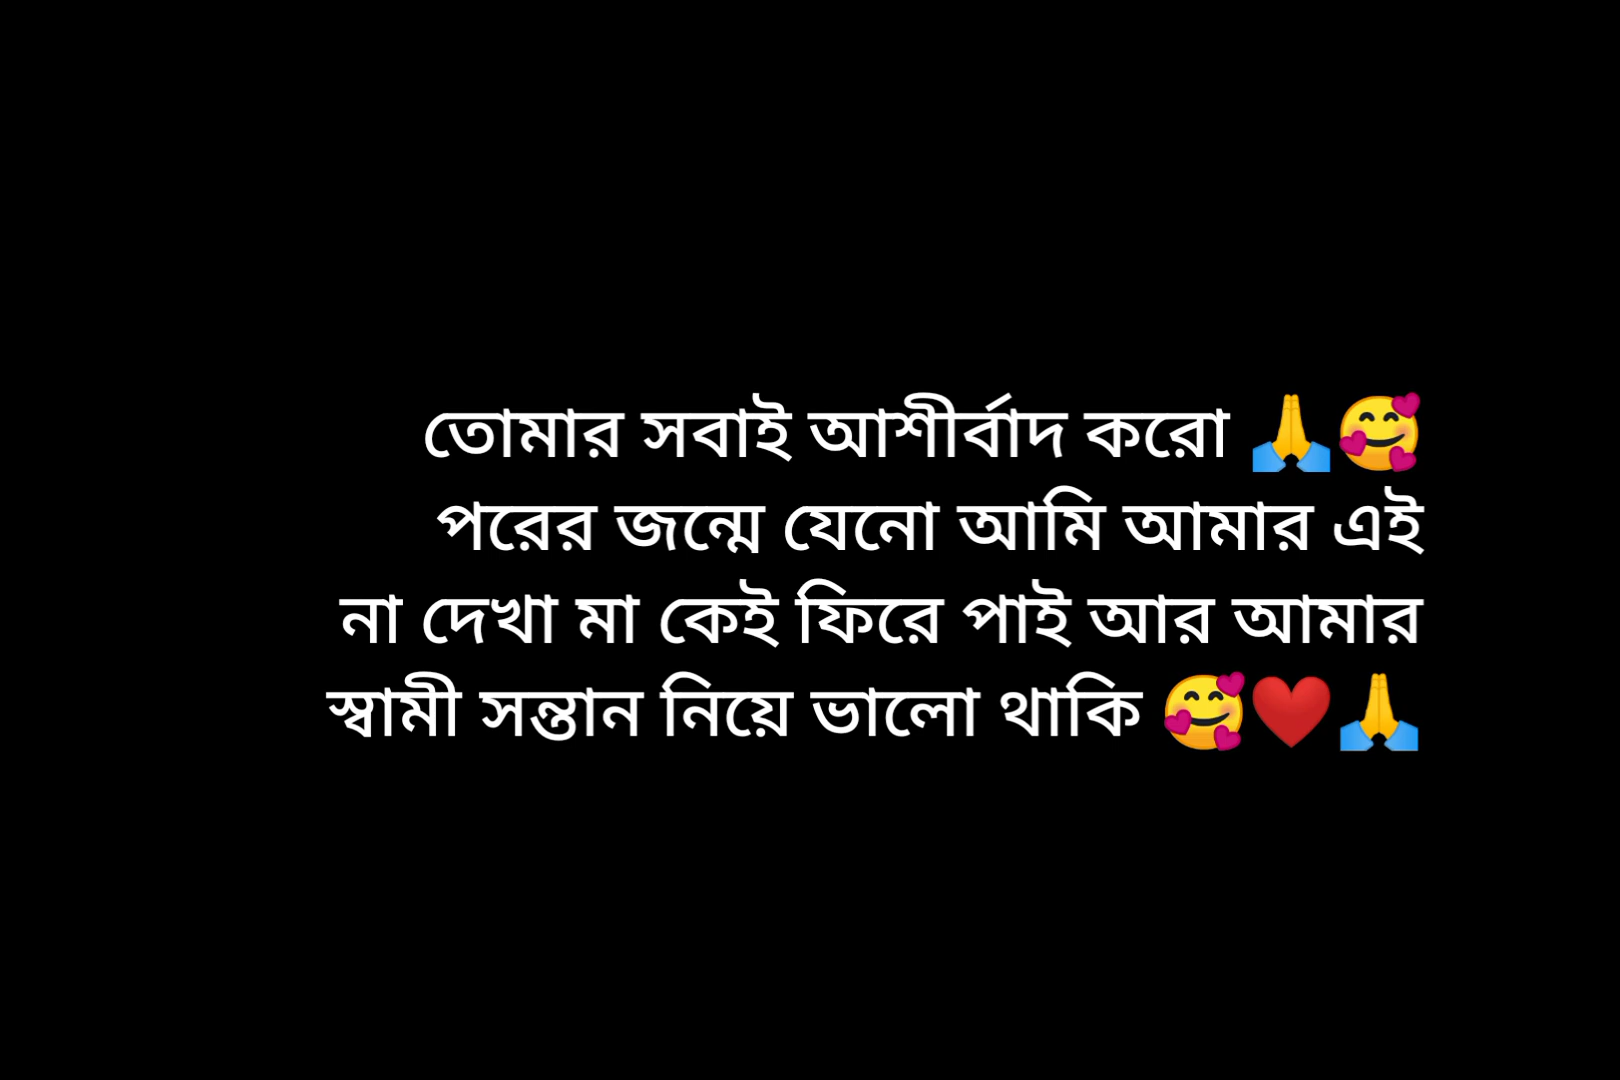 তোমার সবাই আশীর্বাদ করো 🙏🥰
পরের জন্মে যেনো আমি আমার এই
না দেখা মা কেই ফিরে পাই আর আমার
স্বামী সন্তান নিয়ে ভালো থাকি 🥰❤️🙏